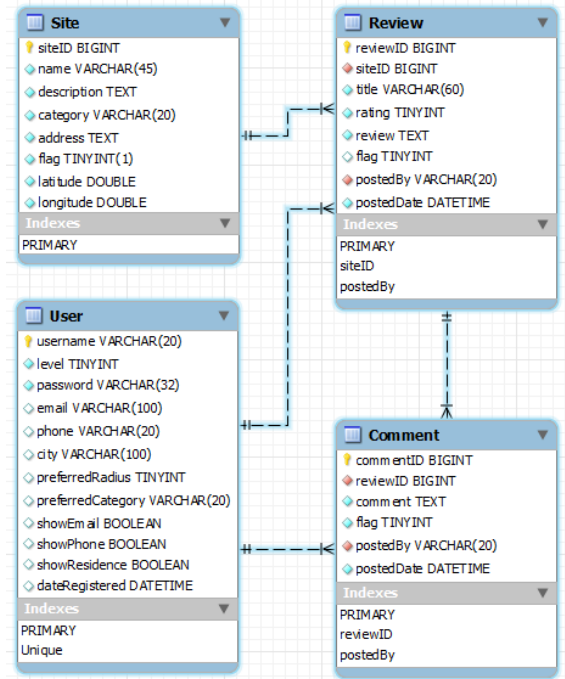 Site
siteID BIGINT
name VARCHAR(45)
description TEXT
category VARCHAR(20)
address TEXT
flag TINYINT(1)
latitude DOUBLE
longitude DOUBLE
Indexes
PRIMARY
Review
reviewID BIGINT
siteID BIGINT
title VARCHAR(60)
rating TINYINT
review TEXT
flag TINYINT
postedBy VARCHAR(20)
postedDate DATETIME
Indexes
PRIMARY
siteID
postedBy
User
username VARCHAR(20)
level TINYINT
password VARCHAR(32)
email VARCHAR(100)
phone VARCHAR(20)
city VARCHAR(100)
preferredRadius TINYINT
preferredCategory VARCHAR(20)
showEmail BOOLEAN
showPhone BOOLEAN
showResidence BOOLEAN
dateRegistered DATETIME
Indexes
PRIMARY
Unique
Comment
commentID BIGINT
reviewID BIGINT
comment TEXT
flag TINYINT
postedBy VARCHAR(20)
postedDate DATETIME
Indexes
PRIMARY
reviewID
postedBy